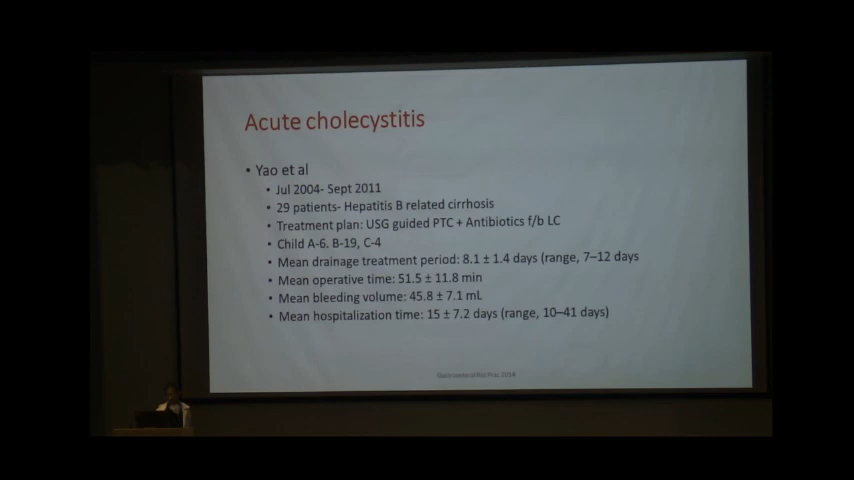 Acute cholecystitis
• Yao et al
• Jul 2004- Sept 2011
• 29 patients- Hepatitis B related cirrhosis
• Treatment plan: USG guided PTC + Antibiotics f/b LC
• Child A-6. B-19, C-4
• Mean drainage treatment period: 8.1 ± 1.4 days (range, 7–12 days
• Mean operative time: 51.5 ± 11.8 min
• Mean bleeding volume: 45.8 ± 7.1 mL
• Mean hospitalization time: 15 ± 7.2 days (range, 10–41 days)
2014